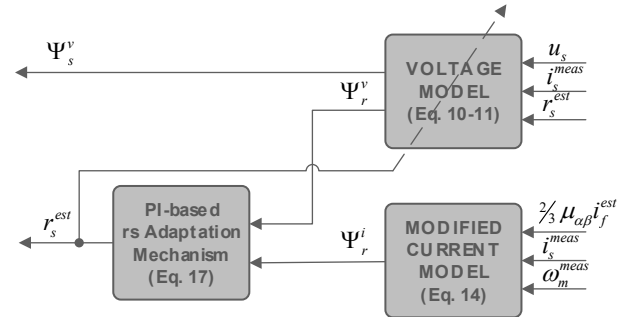 Ψ_s^v
VOLTAGE
MODEL
(Eq. 10-11)
u_s
i_s^meas
r_s^est
Ψ_r^v
r_s^est
PI-based
rs Adaptation
Mechanism
(Eq. 17)
Ψ_r^i
MODIFIED
CURRENT
MODEL
(Eq. 14)
2/3 μ_αβ i_f^est
i_s^meas
ω_m^meas